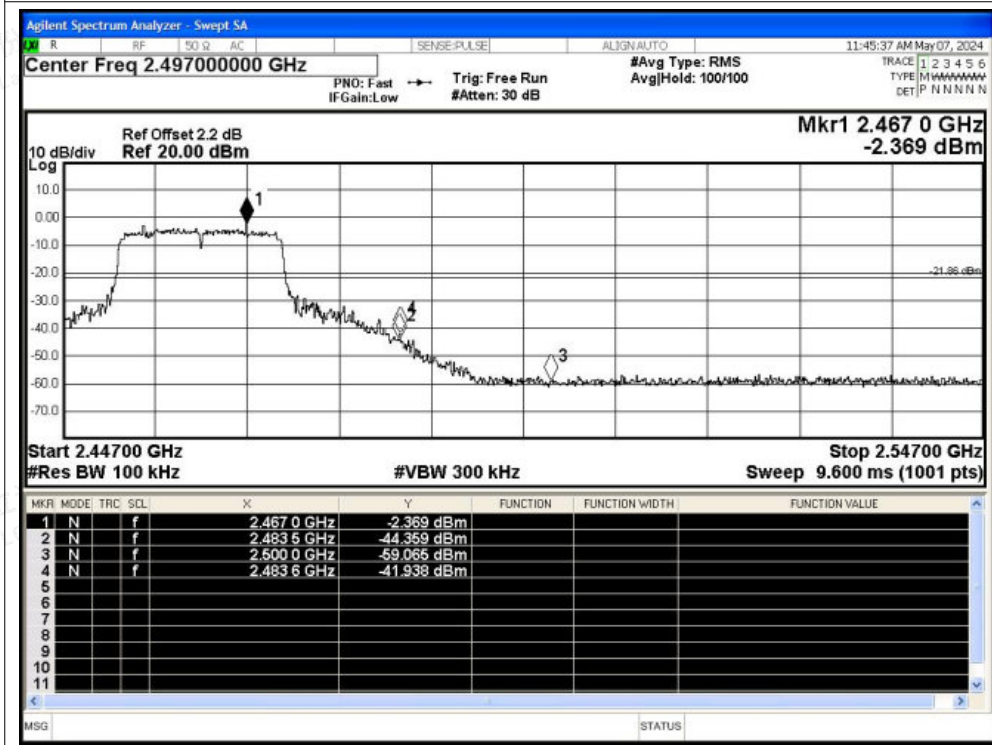 Agilent Spectrum Analyzer - Swept SA
LXI R RF 50 Ω AC SENSE:PULSE ALIGN AUTO 11:45:37 AM May 07, 2024
Center Freq 2.497000000 GHz
PNO: Fast Trig: Free Run
IFGain:Low #Atten: 30 dB
#Avg Type: RMS
Avg|Hold: 100/100
TRACE 1 2 3 4 5 6
TYPE M WWWWW
DET P N N N N N
Mkr1 2.467 0 GHz
-2.369 dBm
Ref Offset 2.2 dB
10 dB/div Ref 20.00 dBm
Log
10.0
0.00
-10.0
-20.0
-30.0
-40.0
-50.0
-60.0
-70.0
1
4
2
3
-21.86 dBm
Start 2.44700 GHz Stop 2.54700 GHz
#Res BW 100 kHz #VBW 300 kHz Sweep 9.600 ms (1001 pts)
MKR MODE TRC SCL X Y FUNCTION FUNCTION WIDTH FUNCTION VALUE
1 N f 2.467 0 GHz -2.369 dBm
2 N f 2.483 5 GHz -44.359 dBm
3 N f 2.500 0 GHz -59.065 dBm
4 N f 2.483 6 GHz -41.938 dBm
5
6
7
8
9
10
11
MSG STATUS